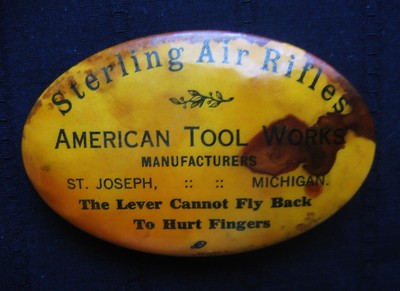 Sterling Air Rifles
AMERICAN TOOL WORKS
MANUFACTURERS
ST. JOSEPH, :: :: MICHIGAN.
The Lever Cannot Fly Back
To Hurt Fingers